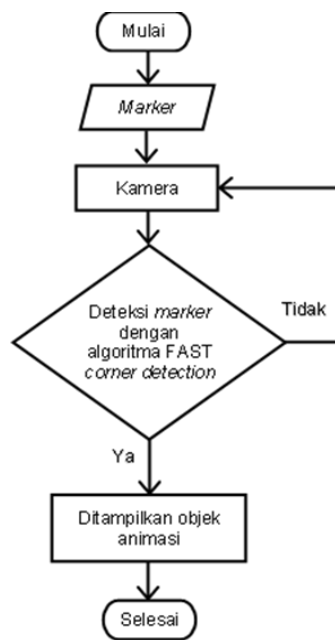 Mulai
Marker
Kamera
Deteksi marker
dengan
algoritma FAST
corner detection
Tidak
Ya
Ditampilkan objek
animasi
Selesai